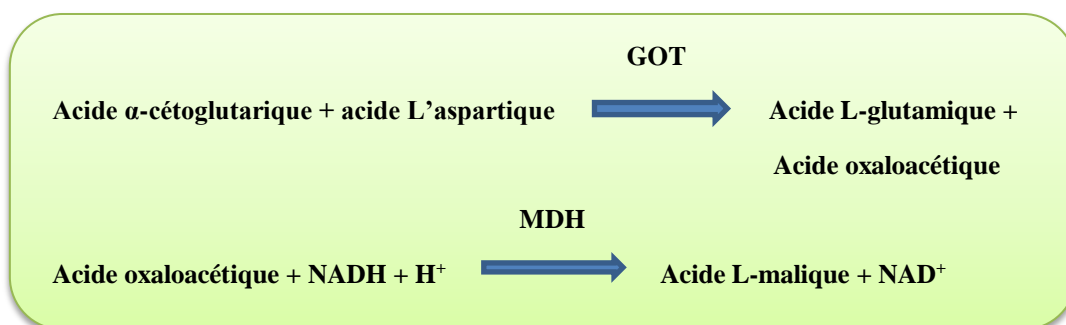 GOT
Acide α-cétoglutarique + acide L’aspartique Acide L-glutamique +
Acide oxaloacétique
MDH
Acide oxaloacétique + NADH + H⁺ Acide L-malique + NAD⁺